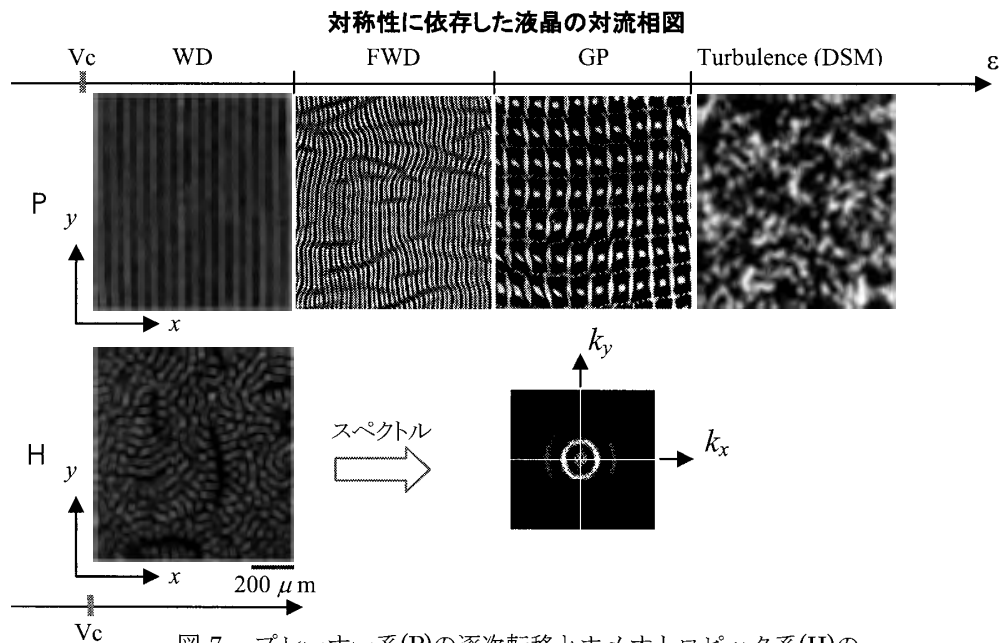 対称性に依存した液晶の対流相図
Vc WD FWD GP Turbulence (DSM) ε
P
y
x
k_y
H
スペクトル
k_x
y
x
200 μm
Vc
図 7 プレーナー系(P)の逐次転移とホメオトロピック系(H)の